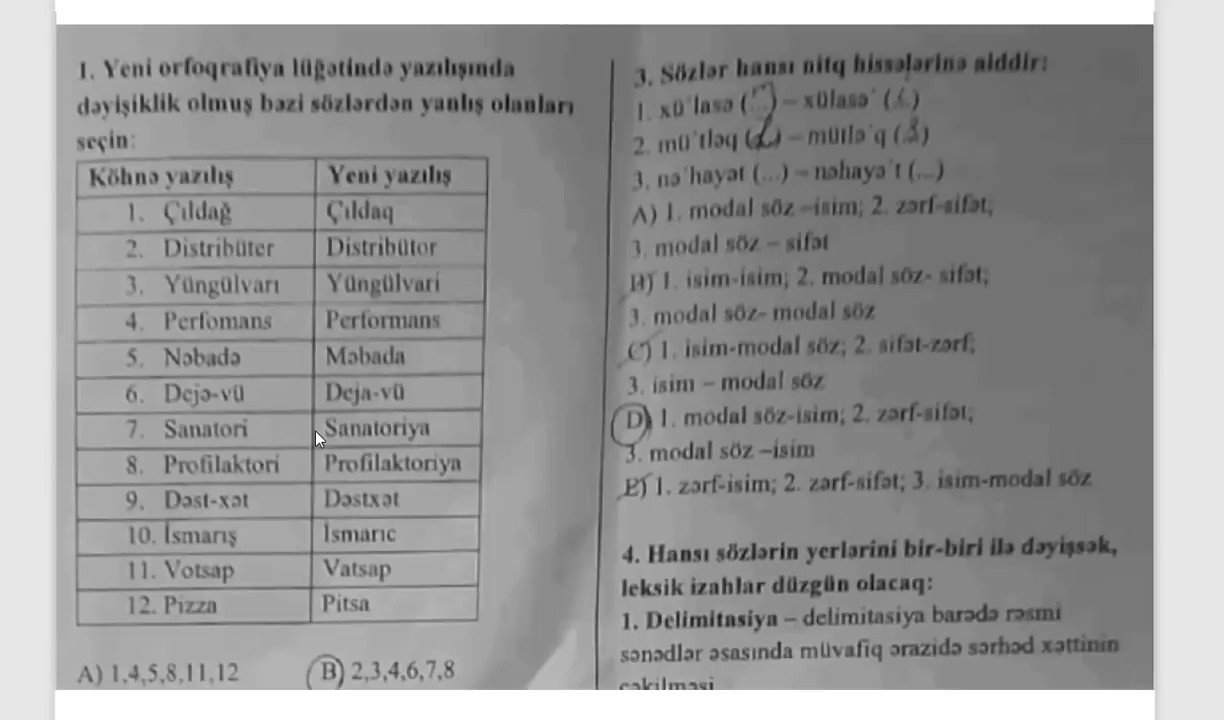 1. Yeni orfoqrafiya lüğətində yazılışında
dəyişiklik olmuş bəzi sözlərdən yanlış olanları
seçin:
Köhnə yazılış Yeni yazılış
1. Çıldağ Çıldaq
2. Distribüter Distribütor
3. Yüngülvarı Yüngülvari
4. Perfomans Performans
5. Nəbadə Məbada
6. Dejə-vü Deja-vü
7. Sanatori Sanatoriya
8. Profilaktori Profilaktoriya
9. Dəst-xət Dəstxət
10. İsmarış İsmarıc
11. Votsap Vatsap
12. Pizza Pitsa
A) 1,4,5,8,11,12 B) 2,3,4,6,7,8
3. Sözlər hansı nitq hissələrinə aiddir:
1. xü´lasə (...) – xülasə´ (...)
2. mü´tləq (...) – mütlə´q (...)
3. nə´hayət (...) – nəhayə´t (...)
A) 1. modal söz –isim; 2. zərf-sifət;
3. modal söz – sifət
B) 1. isim-isim; 2. modal söz- sifət;
3. modal söz- modal söz
C) 1. isim-modal söz; 2. sifət-zərf;
3. isim – modal söz
D) 1. modal söz-isim; 2. zərf-sifət;
3. modal söz –isim
E) 1. zərf-isim; 2. zərf-sifət; 3. isim-modal söz
4. Hansı sözlərin yerlərini bir-biri ilə dəyişsək,
leksik izahlar düzgün olacaq:
1. Delimitasiya – delimitasiya barədə rəsmi
sənədlər əsasında müvafiq ərazidə sərhəd xəttinin
çəkilməsi